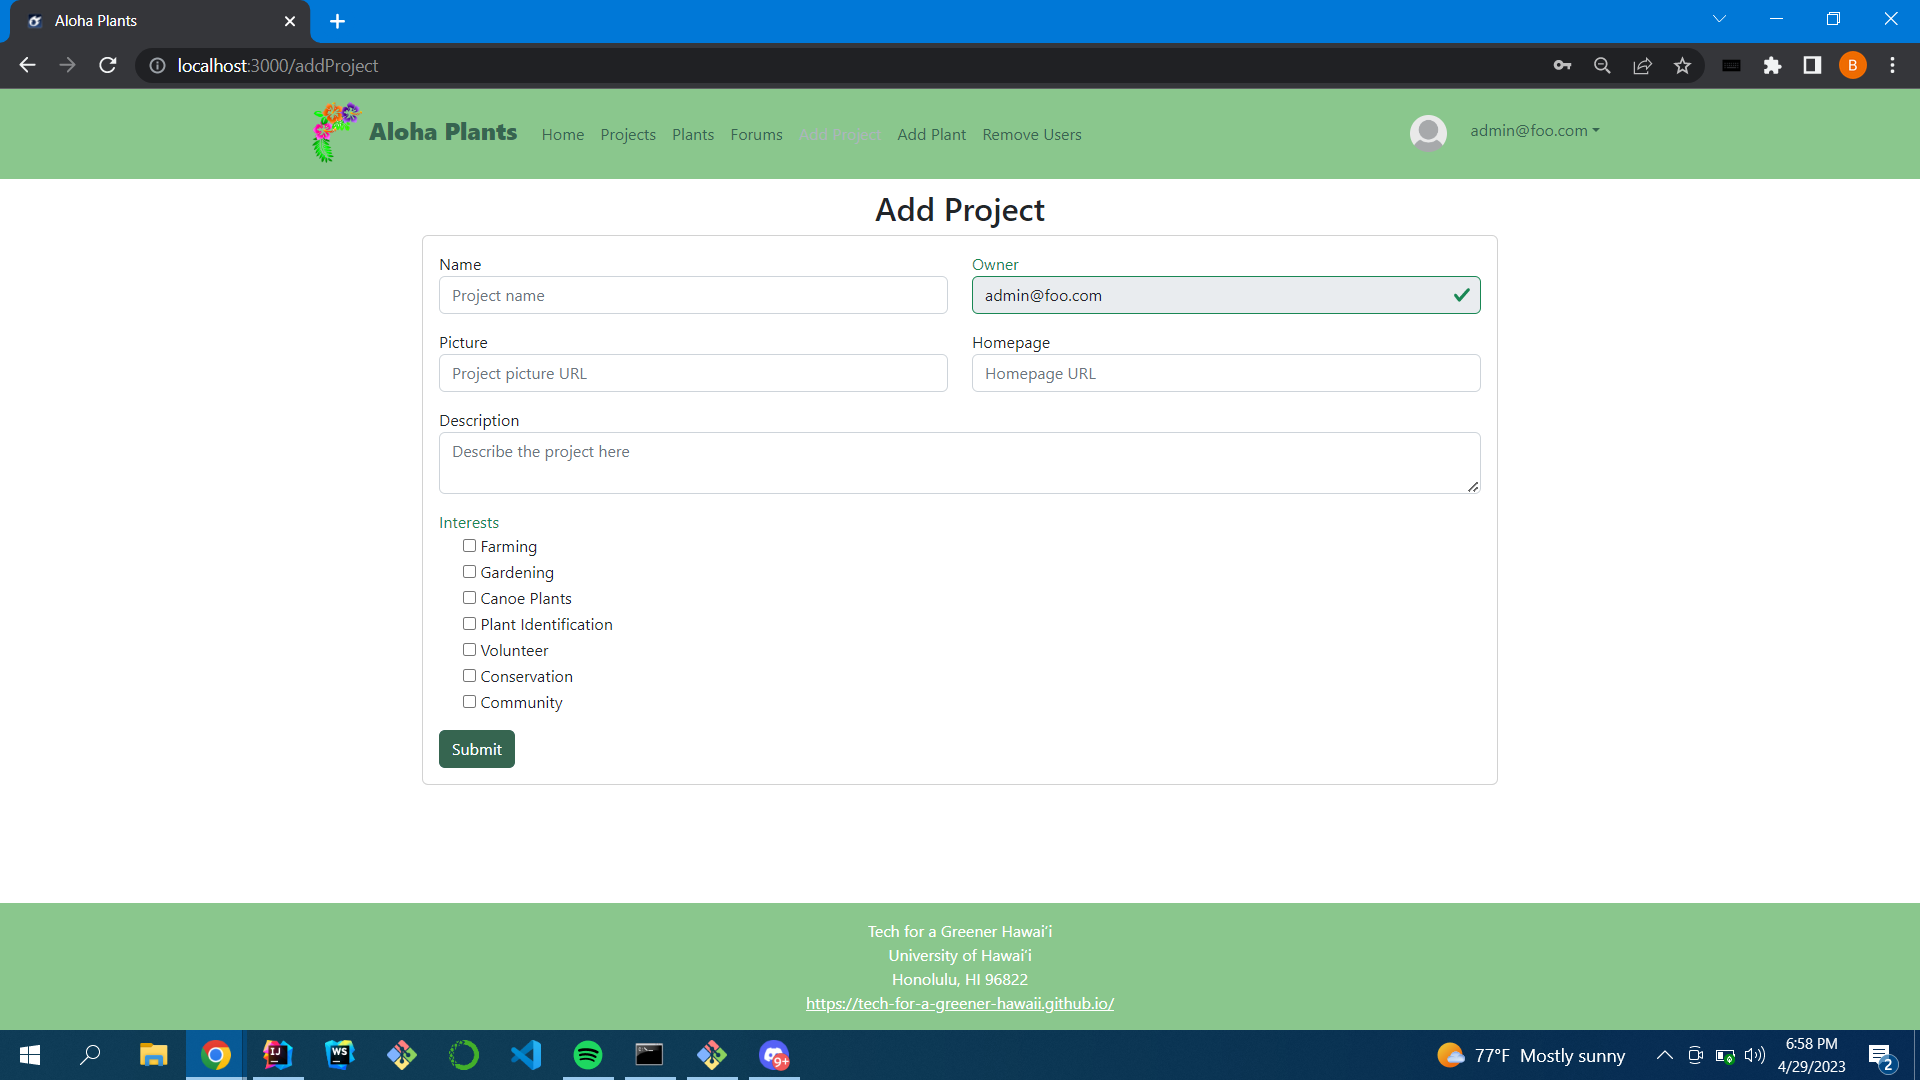 Aloha Plants
localhost:3000/addProject
B
Aloha Plants Home Projects Plants Forums Add Project Add Plant Remove Users admin@foo.com
Add Project
Name Owner
Project name admin@foo.com
Picture Homepage
Project picture URL Homepage URL
Description
Describe the project here
Interests
Farming
Gardening
Canoe Plants
Plant Identification
Volunteer
Conservation
Community
Submit
Tech for a Greener Hawaiʻi
University of Hawaiʻi
Honolulu, HI 96822
https://tech-for-a-greener-hawaii.github.io/
IJ WS 9+ 77°F Mostly sunny 6:58 PM
4/29/2023 2